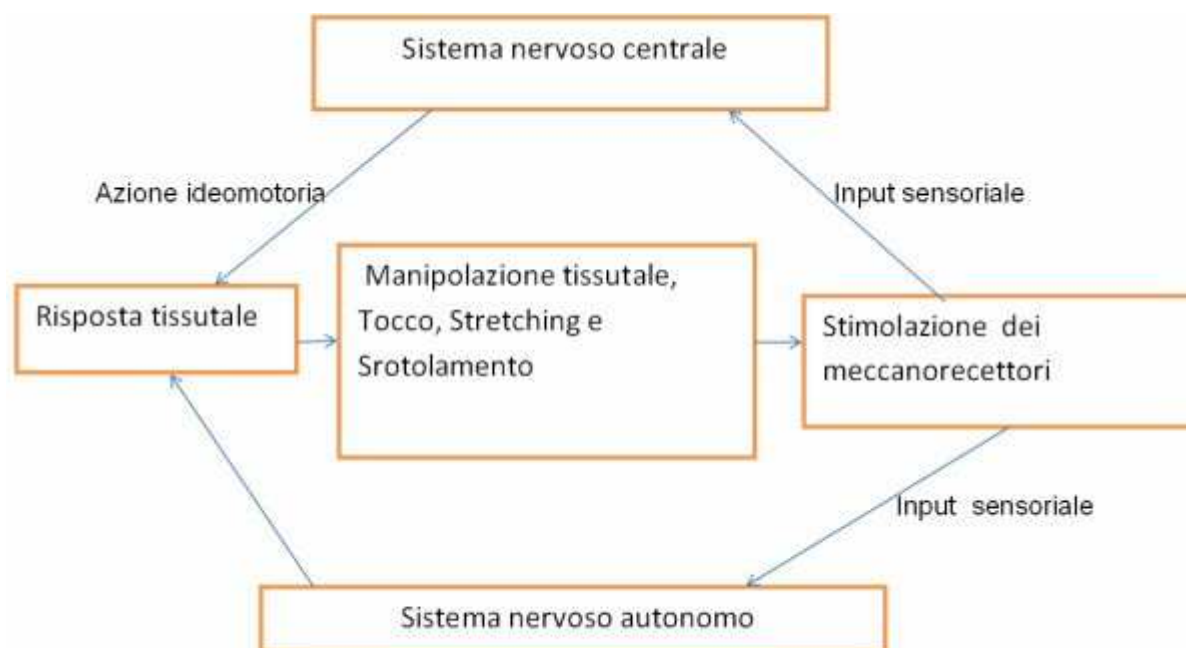 Sistema nervoso centrale
Azione ideomotoria
Input sensoriale
Manipolazione tissutale,
Tocco, Stretching e
Srotolamento
Risposta tissutale
Stimolazione dei
meccanorecettori
Input sensoriale
Sistema nervoso autonomo